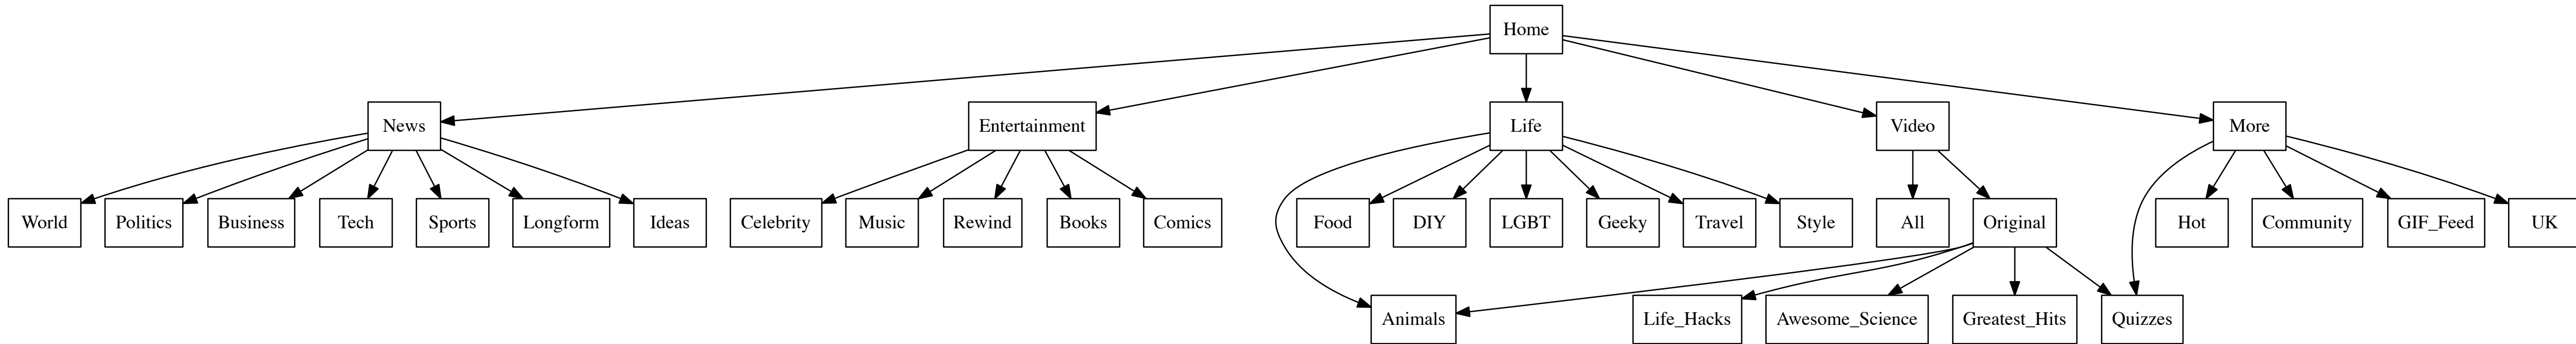 Home
News
Entertainment
Life
Video
More
World
Politics
Business
Tech
Sports
Longform
Ideas
Celebrity
Music
Rewind
Books
Comics
Food
DIY
LGBT
Geeky
Travel
Style
All
Original
Hot
Community
GIF_Feed
UK
Animals
Life_Hacks
Awesome_Science
Greatest_Hits
Quizzes